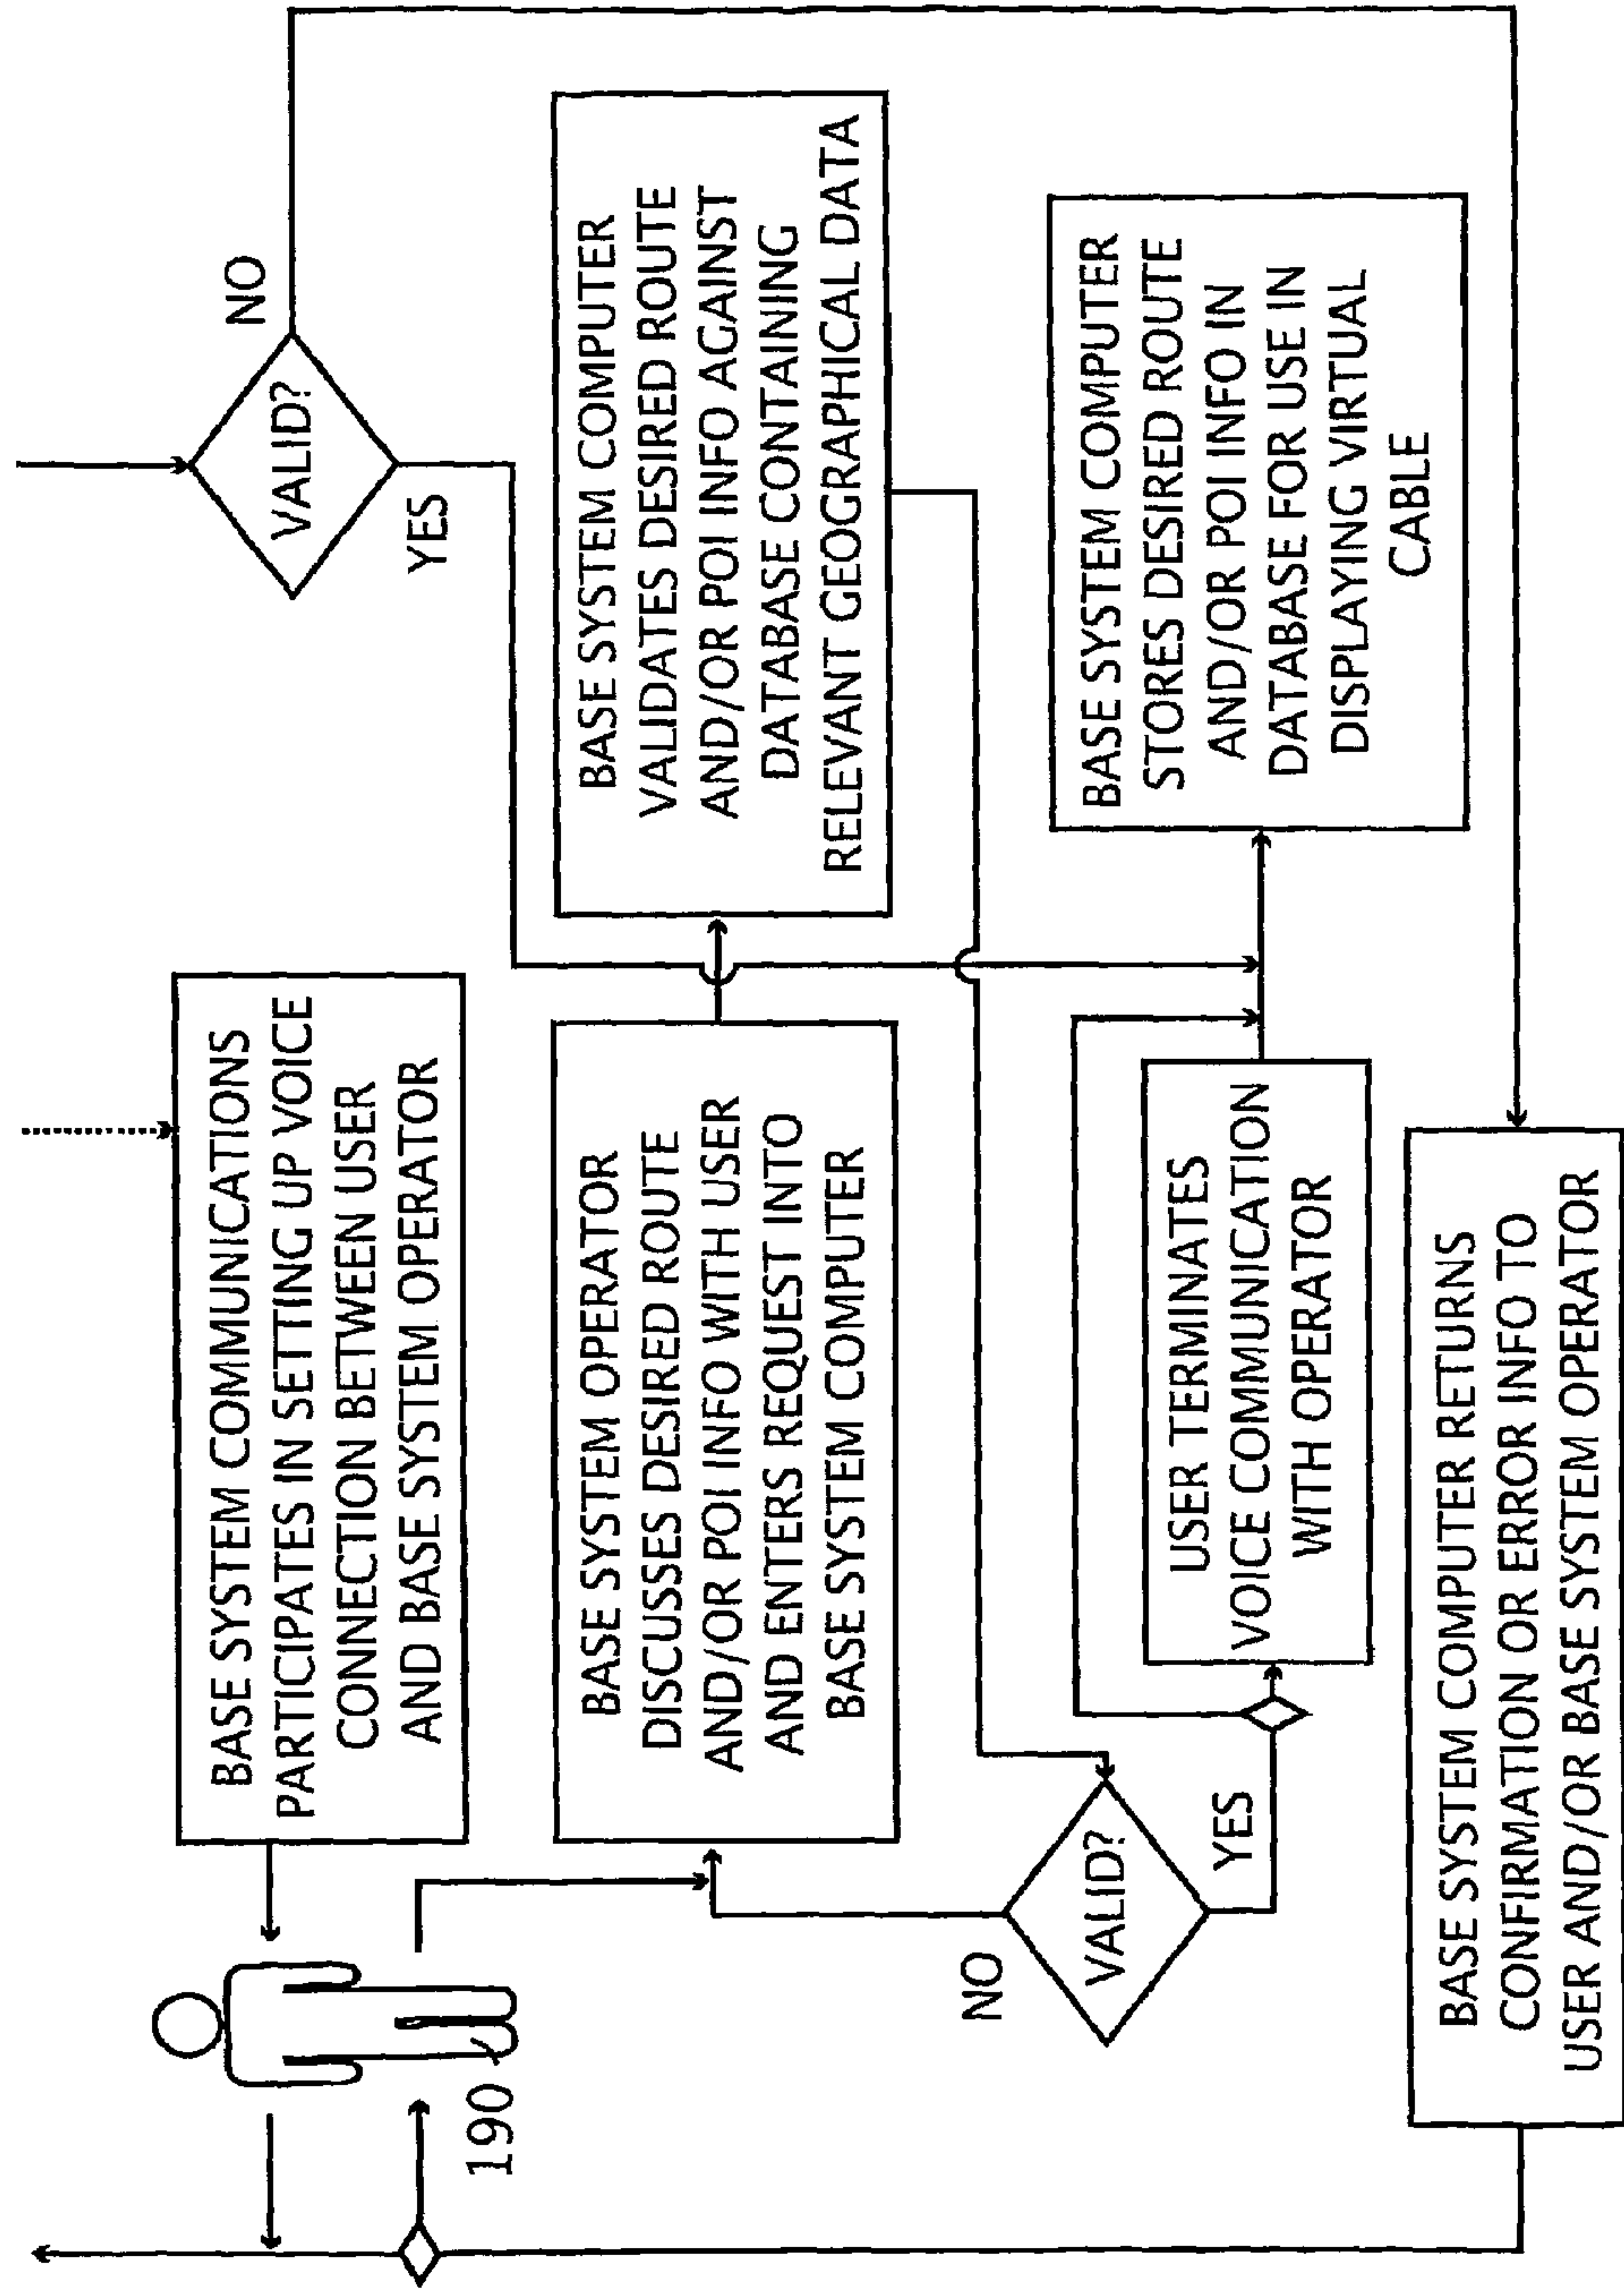 VALID?
NO
YES
BASE SYSTEM COMMUNICATIONS
PARTICIPATES IN SETTING UP VOICE
CONNECTION BETWEEN USER
AND BASE SYSTEM OPERATOR
190
BASE SYSTEM OPERATOR
DISCUSSES DESIRED ROUTE
AND/OR POI INFO WITH USER
AND ENTERS REQUEST INTO
BASE SYSTEM COMPUTER
BASE SYSTEM COMPUTER
VALIDATES DESIRED ROUTE
AND/OR POI INFO AGAINST
DATABASE CONTAINING
RELEVANT GEOGRAPHICAL DATA
NO
VALID?
YES
USER TERMINATES
VOICE COMMUNICATION
WITH OPERATOR
BASE SYSTEM COMPUTER
STORES DESIRED ROUTE
AND/OR POI INFO IN
DATABASE FOR USE IN
DISPLAYING VIRTUAL
CABLE
BASE SYSTEM COMPUTER RETURNS
CONFIRMATION OR ERROR INFO TO
USER AND/OR BASE SYSTEM OPERATOR